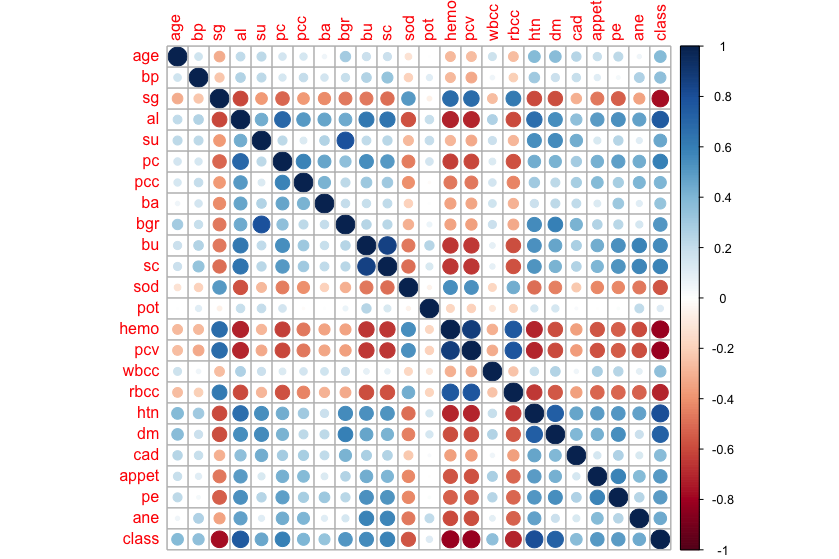 age bp sg al su pc pcc ba bgr bu sc sod pot hemo pcv wbcc rbcc htn dm cad appet pe ane class
age
bp
sg
al
su
pc
pcc
ba
bgr
bu
sc
sod
pot
hemo
pcv
wbcc
rbcc
htn
dm
cad
appet
pe
ane
class
1
0.8
0.6
0.4
0.2
0
-0.2
-0.4
-0.6
-0.8
-1